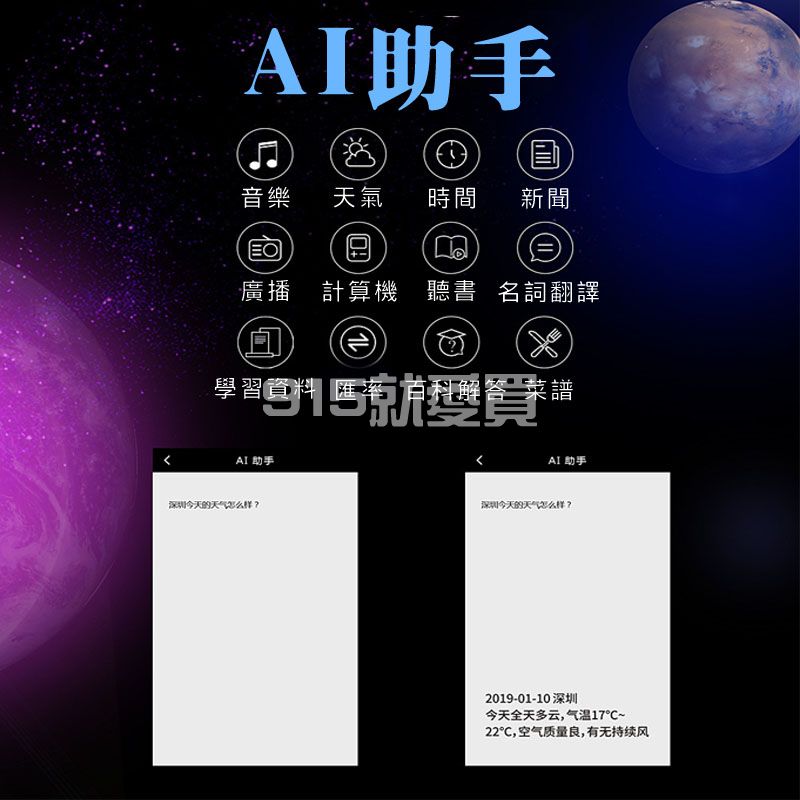 AI助手
音樂 天氣 時間 新聞
廣播 計算機 聽書 名詞翻譯
學習資料 匯率 百科解答 菜譜
315就愛買
AI 助手
深圳今天的天气怎么样？
AI 助手
深圳今天的天气怎么样？
2019-01-10 深圳
今天全天多云，气温17℃~
22℃，空气质量良，有无持续风